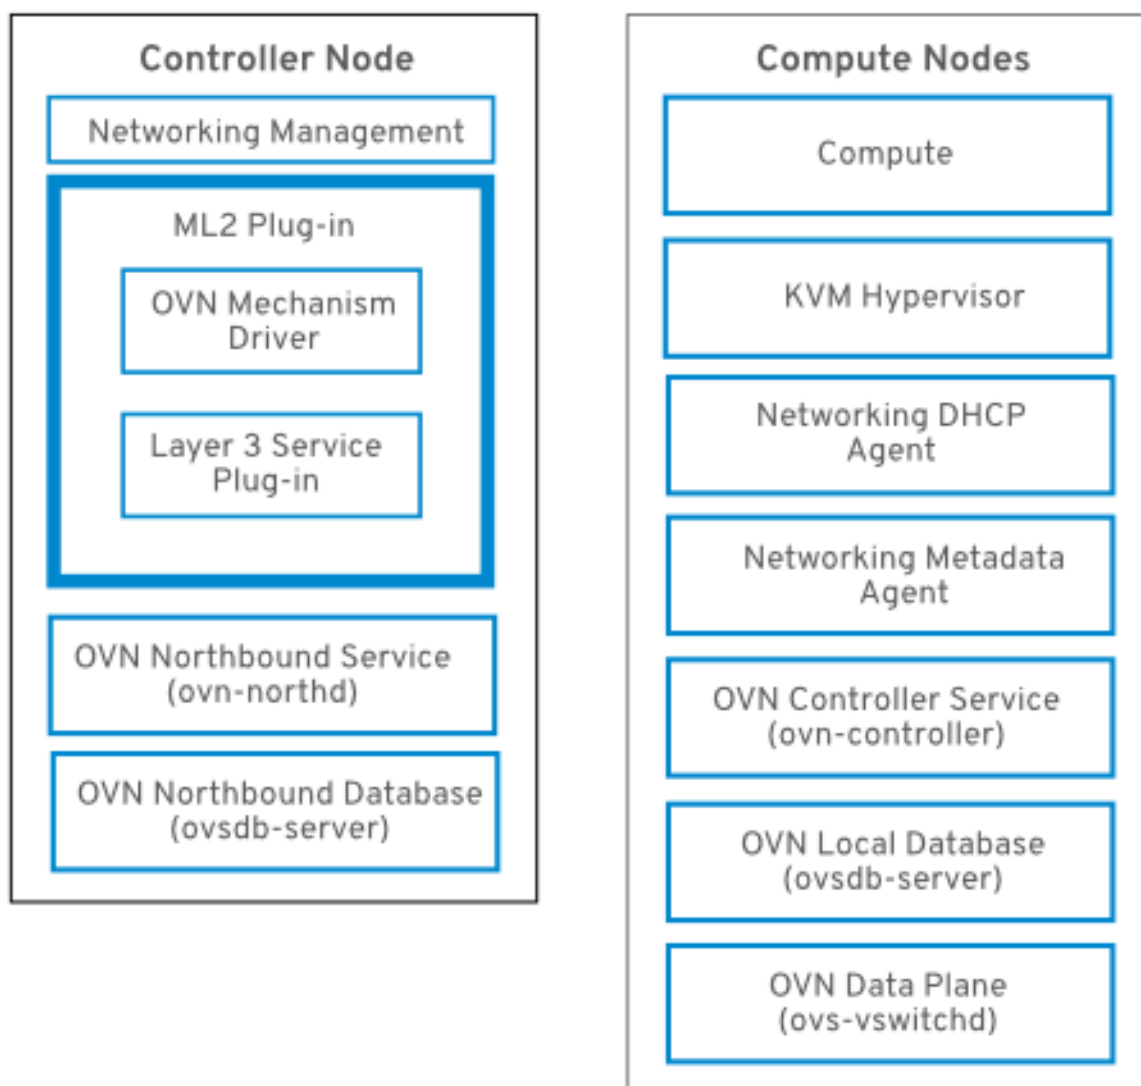 Controller Node
Networking Management
ML2 Plug-in
OVN Mechanism
Driver
Layer 3 Service
Plug-in
OVN Northbound Service
(ovn-northd)
OVN Northbound Database
(ovsdb-server)
Compute Nodes
Compute
KVM Hypervisor
Networking DHCP
Agent
Networking Metadata
Agent
OVN Controller Service
(ovn-controller)
OVN Local Database
(ovsdb-server)
OVN Data Plane
(ovs-vswitchd)